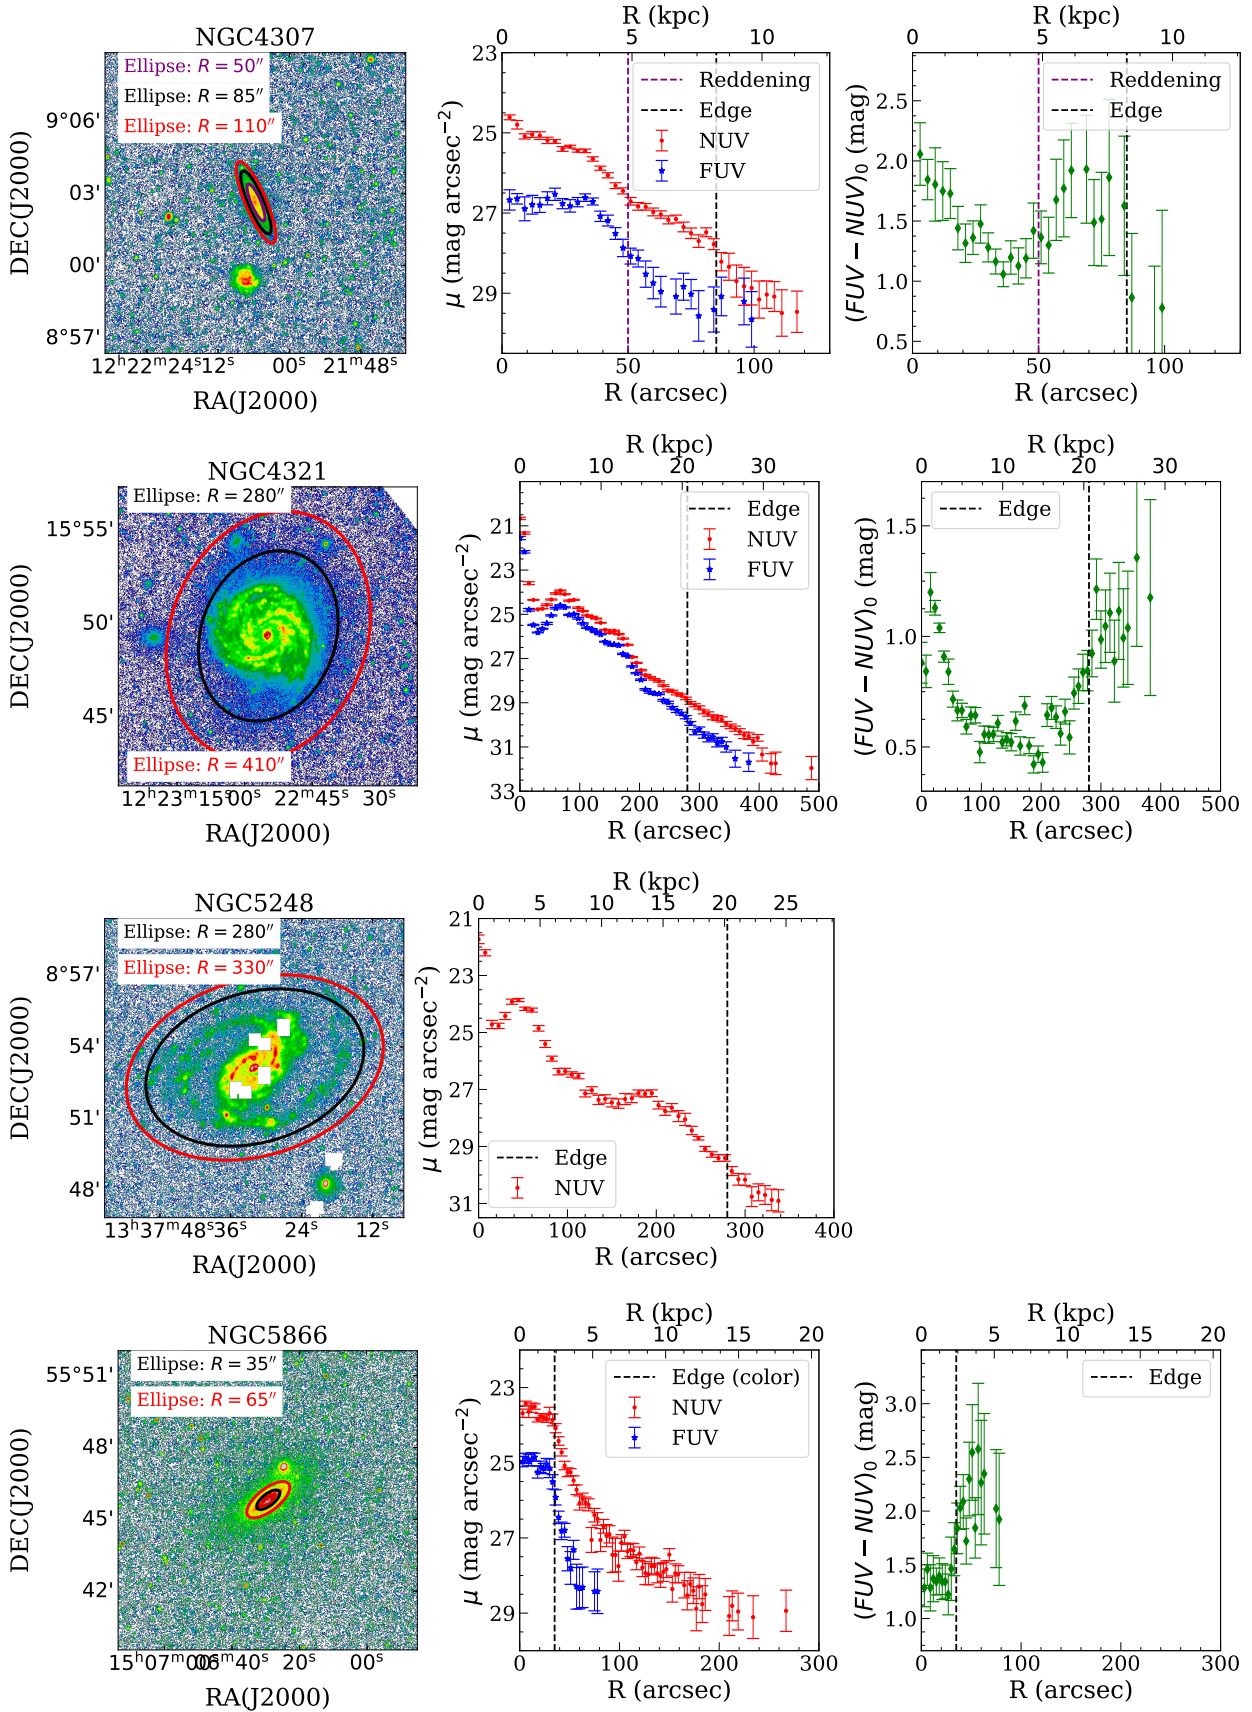 NGC4307
Ellipse: R = 50″
Ellipse: R = 85″
Ellipse: R = 110″
9°06'
03'
00'
8°57'
DEC(J2000)
12ʰ22ᵐ24ˢ12ˢ 00ˢ 21ᵐ48ˢ
RA(J2000)
R (kpc)
0 5 10
23
25
27
29
μ (mag arcsec⁻²)
Reddening
Edge
NUV
FUV
0 50 100
R (arcsec)
R (kpc)
0 5 10
2.5
2.0
1.5
1.0
0.5
(FUV − NUV)₀ (mag)
Reddening
Edge
0 50 100
R (arcsec)
NGC4321
Ellipse: R = 280″
15°55'
50'
45'
DEC(J2000)
Ellipse: R = 410″
12ʰ23ᵐ15ˢ00ˢ 22ᵐ45ˢ 30ˢ
RA(J2000)
R (kpc)
0 10 20 30
21
23
25
27
29
31
33
μ (mag arcsec⁻²)
Edge
NUV
FUV
0 100 200 300 400 500
R (arcsec)
R (kpc)
0 10 20 30
1.5
1.0
0.5
(FUV − NUV)₀ (mag)
Edge
0 100 200 300 400 500
R (arcsec)
NGC5248
Ellipse: R = 280″
Ellipse: R = 330″
8°57'
54'
51'
48'
DEC(J2000)
13ʰ37ᵐ48ˢ36ˢ 24ˢ 12ˢ
RA(J2000)
R (kpc)
0 5 10 15 20 25
21
23
25
27
29
31
μ (mag arcsec⁻²)
Edge
NUV
0 100 200 300 400
R (arcsec)
NGC5866
Ellipse: R = 35″
Ellipse: R = 65″
55°51'
48'
45'
42'
DEC(J2000)
15ʰ07ᵐ00ˢ06ᵐ40ˢ 20ˢ 00ˢ
RA(J2000)
R (kpc)
0 5 10 15 20
23
25
27
29
μ (mag arcsec⁻²)
Edge (color)
NUV
FUV
0 100 200 300
R (arcsec)
R (kpc)
0 5 10 15 20
3.0
2.5
2.0
1.5
1.0
(FUV − NUV)₀ (mag)
Edge
0 100 200 300
R (arcsec)